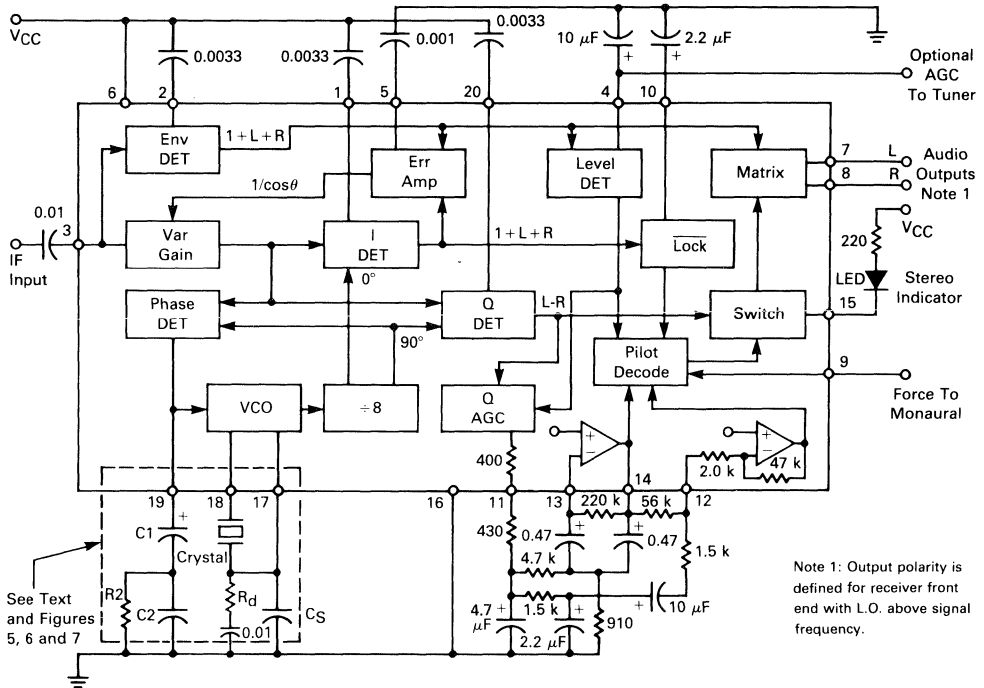 VCC
0.0033
0.0033
0.001
0.0033
10 µF
+
2.2 µF
+
Optional
AGC
To Tuner
6
2
1
5
20
4
10
Env
DET
1+L+R
Err
Amp
Level
DET
Matrix
7
L
8
R
Audio
Outputs
Note 1
1/cosθ
0.01
3
IF
Input
Var
Gain
I
DET
0°
1+L+R
Lock
VCC
220
LED
Stereo
Indicator
15
Phase
DET
90°
Q
DET
L-R
Switch
Pilot
Decode
9
Force To
Monaural
VCO
÷8
Q
AGC
400
+
−
+
−
2.0 k
47 k
19
18
17
16
11
13
14
12
220 k
56 k
C1
+
Crystal
430
0.47
+
+
0.47
4.7 k
1.5 k
See Text
and Figures
5, 6 and 7
R2
C2
Rd
0.01
CS
4.7
µF
+
1.5 k
2.2 µF
+
910
+
10 µF
Note 1: Output polarity is
defined for receiver front
end with L.O. above signal
frequency.